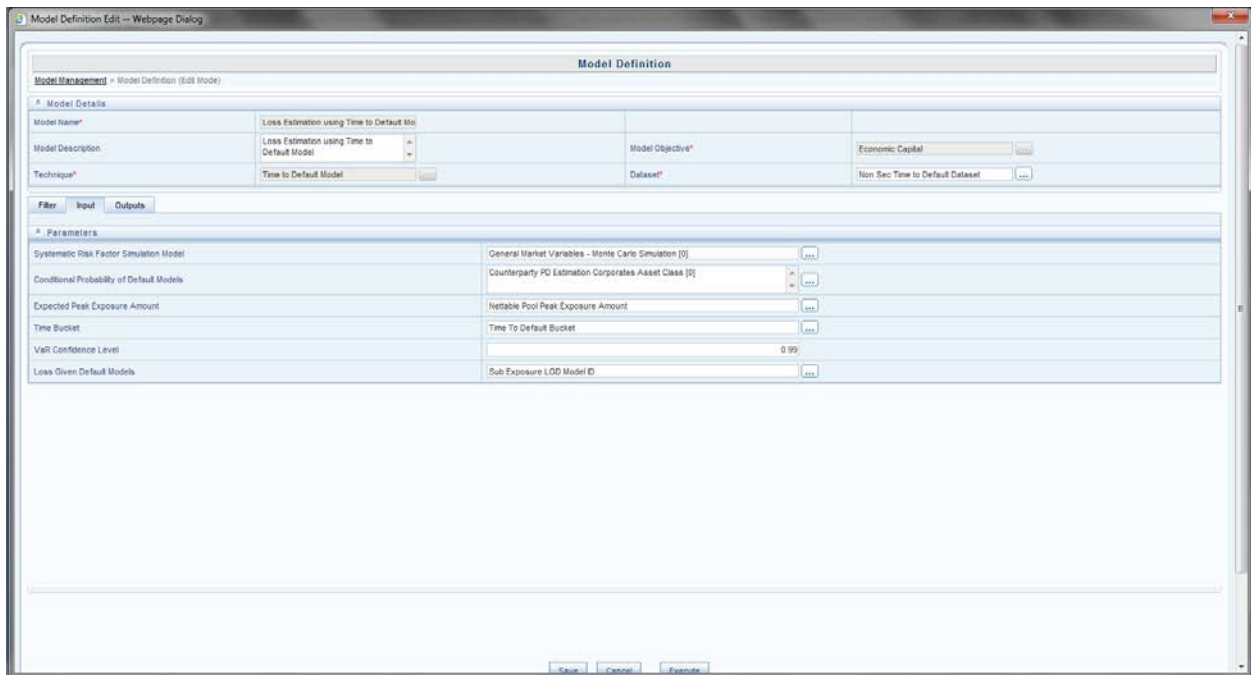 Model Definition Edit -- Webpage Dialog
Model Definition
Model Management > Model Definition (Edit Mode)
Model Details
Model Name* Loss Estimation using Time to Default Mo
Model Description Loss Estimation using Time to Default Model Model Objective* Economic Capital ...
Technique* Time to Default Model ... Dataset* Non Sec Time to Default Dataset ...
Filter Input Outputs
Parameters
Systematic Risk Factor Simulation Model General Market Variables - Monte Carlo Simulation [0] ...
Conditional Probability of Default Models Counterparty PD Estimation Corporates Asset Class [0] ...
Expected Peak Exposure Amount Nettable Pool Peak Exposure Amount ...
Time Bucket Time To Default Bucket ...
VaR Confidence Level 0.99
Loss Given Default Models Sub Exposure LGD Model ID ...
Save Cancel Execute